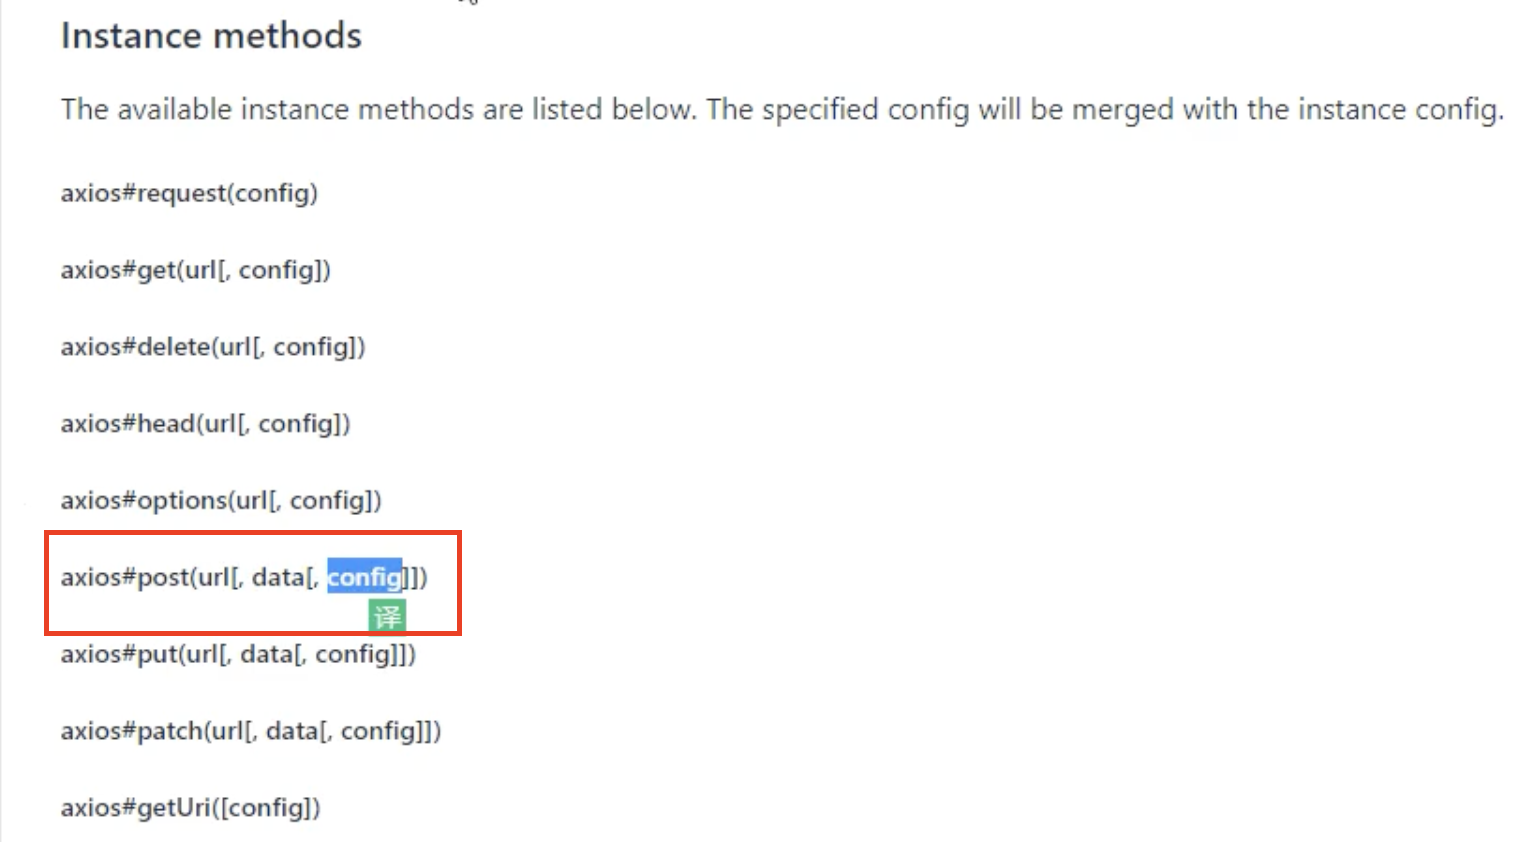 Instance methods
The available instance methods are listed below. The specified config will be merged with the instance config.
axios#request(config)
axios#get(url[, config])
axios#delete(url[, config])
axios#head(url[, config])
axios#options(url[, config])
axios#post(url[, data[, config]])
译
axios#put(url[, data[, config]])
axios#patch(url[, data[, config]])
axios#getUri([config])